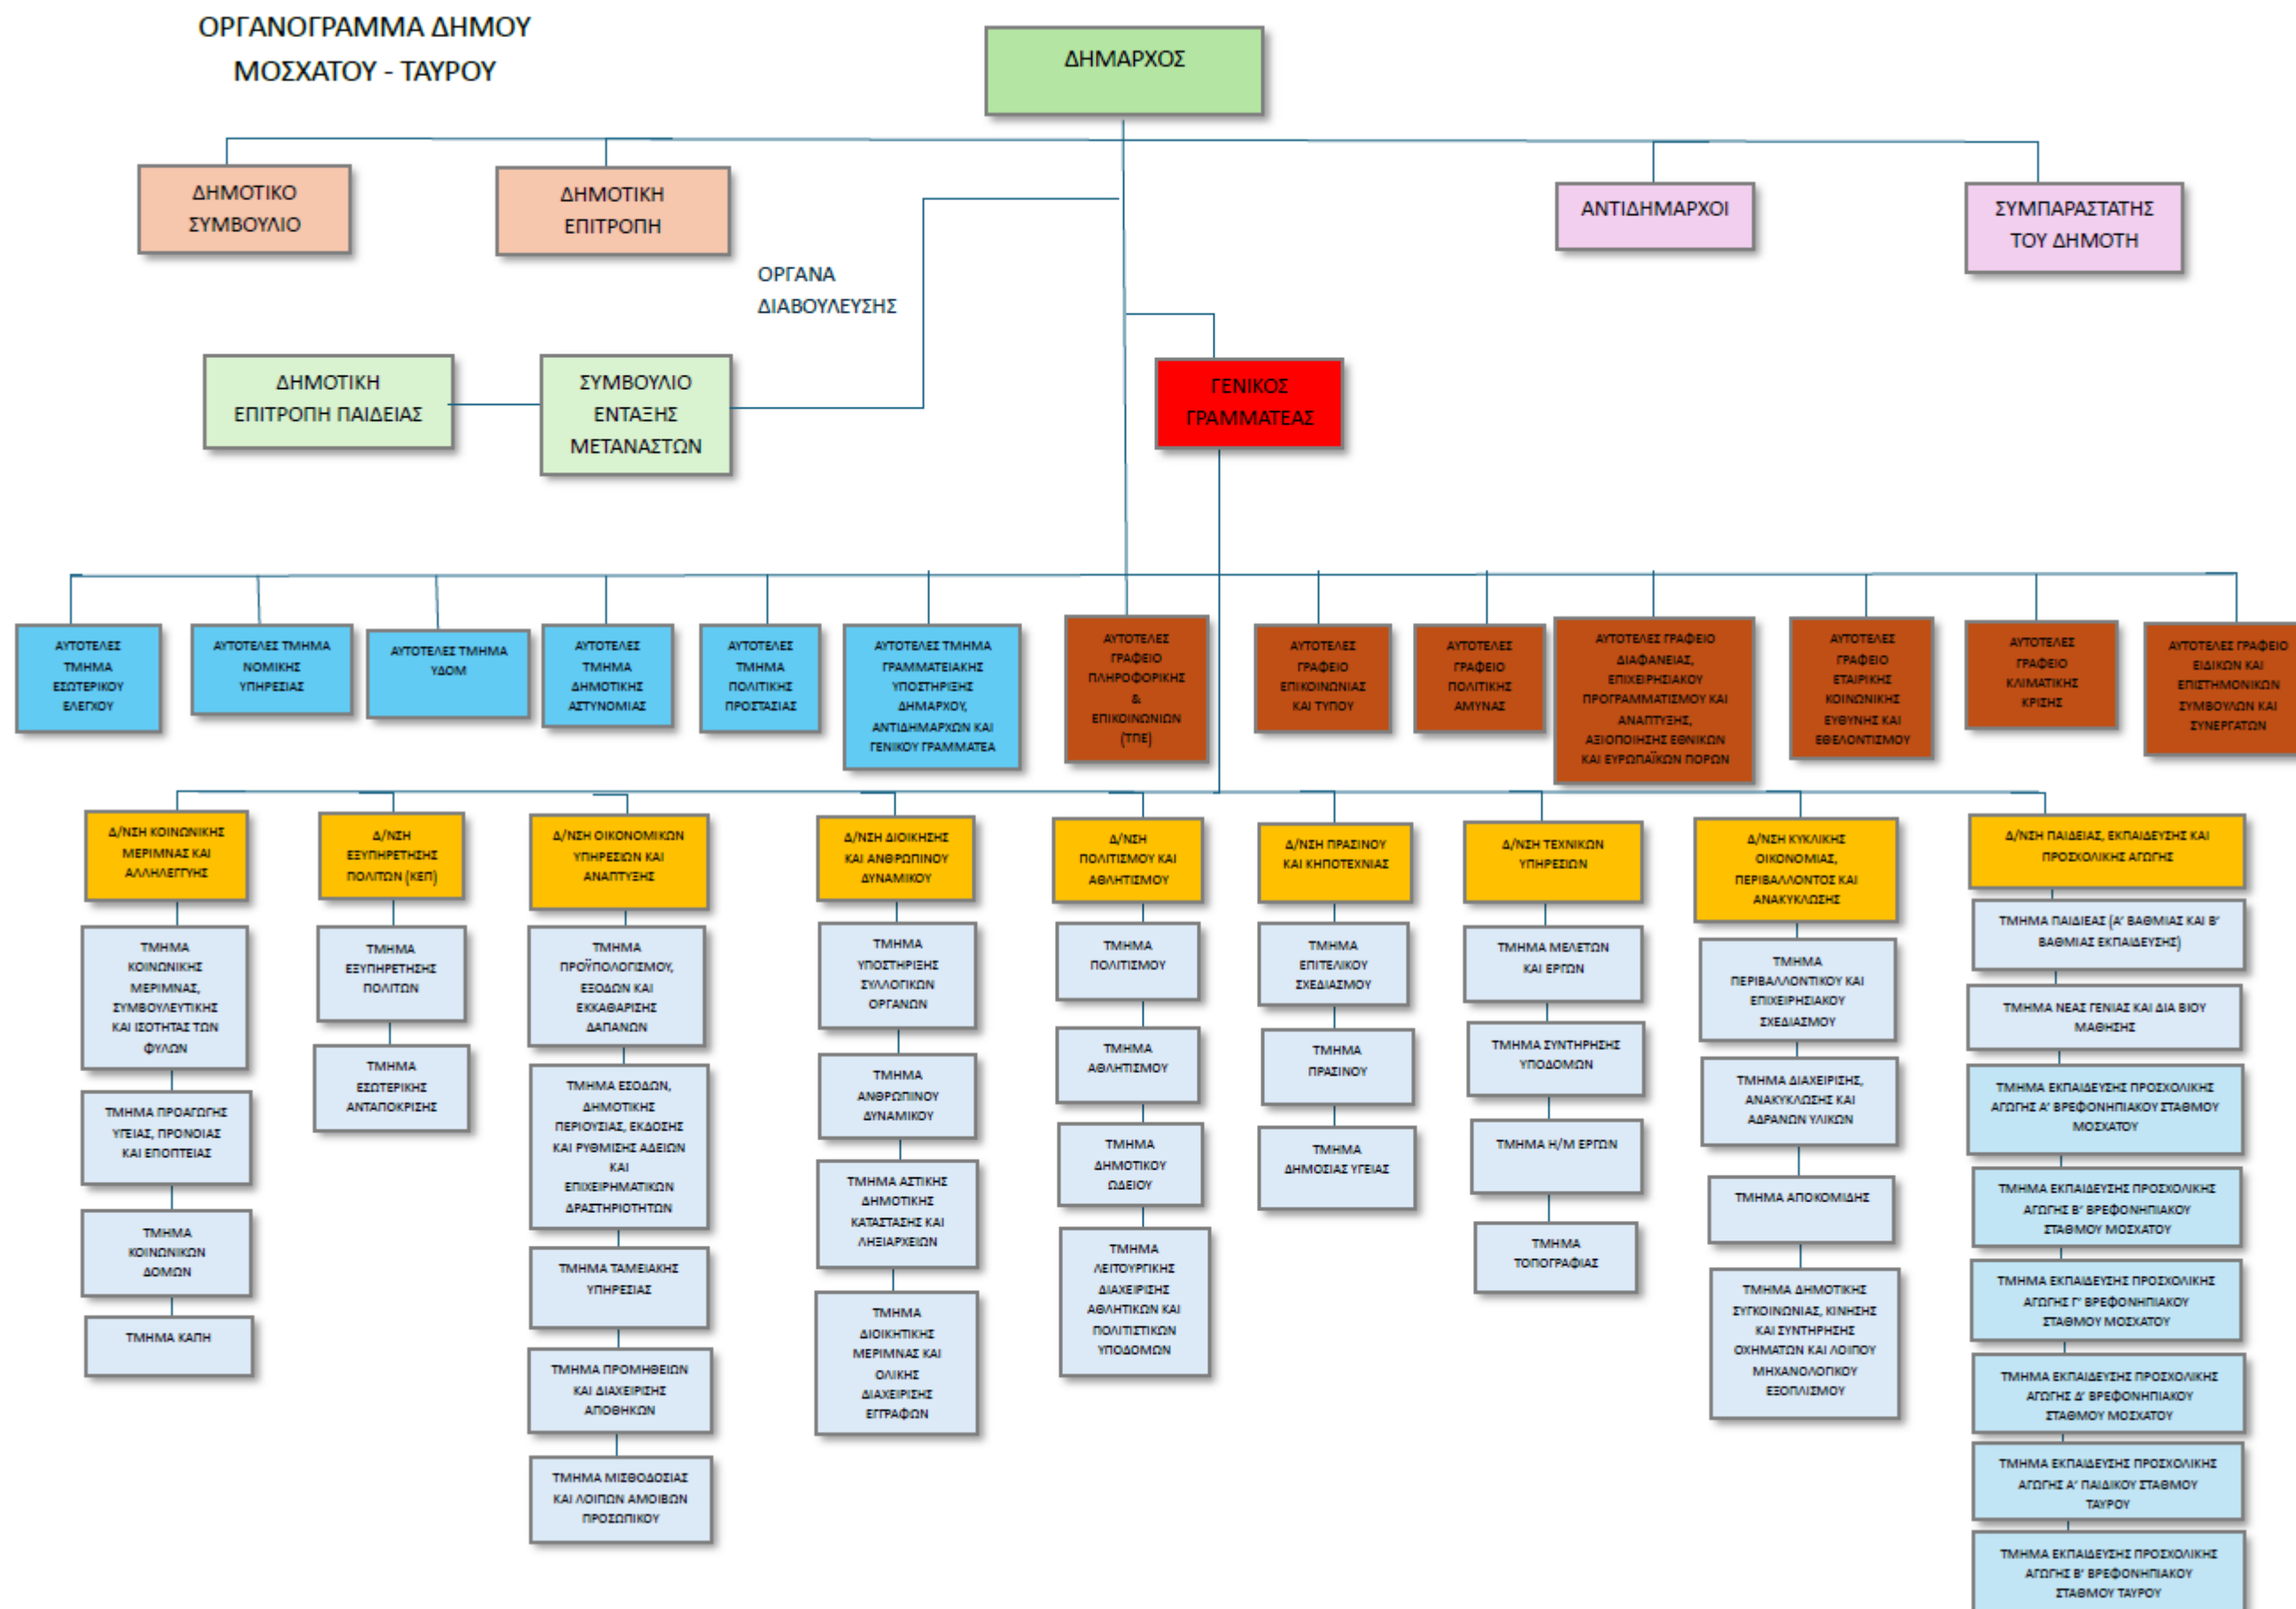 ΟΡΓΑΝΟΓΡΑΜΜΑ ΔΗΜΟΥ
ΜΟΣΧΑΤΟΥ - ΤΑΥΡΟΥ
ΔΗΜΑΡΧΟΣ
ΔΗΜΟΤΙΚΟ
ΣΥΜΒΟΥΛΙΟ
ΔΗΜΟΤΙΚΗ
ΕΠΙΤΡΟΠΗ
ΑΝΤΙΔΗΜΑΡΧΟΙ
ΣΥΜΠΑΡΑΣΤΑΤΗΣ
ΤΟΥ ΔΗΜΟΤΗ
ΟΡΓΑΝΑ
ΔΙΑΒΟΥΛΕΥΣΗΣ
ΔΗΜΟΤΙΚΗ
ΕΠΙΤΡΟΠΗ ΠΑΙΔΕΙΑΣ
ΣΥΜΒΟΥΛΙΟ
ΕΝΤΑΞΗΣ
ΜΕΤΑΝΑΣΤΩΝ
ΓΕΝΙΚΟΣ
ΓΡΑΜΜΑΤΕΑΣ
ΑΥΤΟΤΕΛΕΣ
ΤΜΗΜΑ
ΕΣΩΤΕΡΙΚΟΥ
ΕΛΕΓΧΟΥ
ΑΥΤΟΤΕΛΕΣ ΤΜΗΜΑ
ΝΟΜΙΚΗΣ
ΥΠΗΡΕΣΙΑΣ
ΑΥΤΟΤΕΛΕΣ ΤΜΗΜΑ
ΥΔΟΜ
ΑΥΤΟΤΕΛΕΣ
ΤΜΗΜΑ
ΔΗΜΟΤΙΚΗΣ
ΑΣΤΥΝΟΜΙΑΣ
ΑΥΤΟΤΕΛΕΣ
ΤΜΗΜΑ
ΠΟΛΙΤΙΚΗΣ
ΠΡΟΣΤΑΣΙΑΣ
ΑΥΤΟΤΕΛΕΣ ΤΜΗΜΑ
ΓΡΑΜΜΑΤΕΙΑΚΗΣ
ΥΠΟΣΤΗΡΙΞΗΣ
ΔΗΜΑΡΧΟΥ,
ΑΝΤΙΔΗΜΑΡΧΩΝ ΚΑΙ
ΓΕΝΙΚΟΥ ΓΡΑΜΜΑΤΕΑ
ΑΥΤΟΤΕΛΕΣ
ΓΡΑΦΕΙΟ
ΠΛΗΡΟΦΟΡΙΚΗΣ
&
ΕΠΙΚΟΙΝΩΝΙΩΝ
(ΤΠΕ)
ΑΥΤΟΤΕΛΕΣ
ΓΡΑΦΕΙΟ
ΕΠΙΚΟΙΝΩΝΙΑΣ
ΚΑΙ ΤΥΠΟΥ
ΑΥΤΟΤΕΛΕΣ
ΓΡΑΦΕΙΟ
ΠΟΛΙΤΙΚΗΣ
ΑΜΥΝΑΣ
ΑΥΤΟΤΕΛΕΣ ΓΡΑΦΕΙΟ
ΔΙΑΦΑΝΕΙΑΣ,
ΕΠΙΧΕΙΡΗΣΙΑΚΟΥ
ΠΡΟΓΡΑΜΜΑΤΙΣΜΟΥ ΚΑΙ
ΑΝΑΠΤΥΞΗΣ,
ΑΞΙΟΠΟΙΗΣΗΣ ΕΘΝΙΚΩΝ
ΚΑΙ ΕΥΡΩΠΑΪΚΩΝ ΠΟΡΩΝ
ΑΥΤΟΤΕΛΕΣ
ΓΡΑΦΕΙΟ
ΕΤΑΙΡΙΚΗΣ
ΚΟΙΝΩΝΙΚΗΣ
ΕΥΘΥΝΗΣ ΚΑΙ
ΕΘΕΛΟΝΤΙΣΜΟΥ
ΑΥΤΟΤΕΛΕΣ
ΓΡΑΦΕΙΟ
ΚΛΙΜΑΤΙΚΗΣ
ΚΡΙΣΗΣ
ΑΥΤΟΤΕΛΕΣ ΓΡΑΦΕΙΟ
ΕΙΔΙΚΩΝ ΚΑΙ
ΕΠΙΣΤΗΜΟΝΙΚΩΝ
ΣΥΜΒΟΥΛΩΝ ΚΑΙ
ΣΥΝΕΡΓΑΤΩΝ
Δ/ΝΣΗ ΚΟΙΝΩΝΙΚΗΣ
ΜΕΡΙΜΝΑΣ ΚΑΙ
ΑΛΛΗΛΕΓΓΥΗΣ
ΤΜΗΜΑ
ΚΟΙΝΩΝΙΚΗΣ
ΜΕΡΙΜΝΑΣ,
ΣΥΜΒΟΥΛΕΥΤΙΚΗΣ
ΚΑΙ ΙΣΟΤΗΤΑΣ ΤΩΝ
ΦΥΛΩΝ
ΤΜΗΜΑ ΠΡΟΑΓΩΓΗΣ
ΥΓΕΙΑΣ, ΠΡΟΝΟΙΑΣ
ΚΑΙ ΕΠΟΠΤΕΙΑΣ
ΤΜΗΜΑ
ΚΟΙΝΩΝΙΚΩΝ
ΔΟΜΩΝ
ΤΜΗΜΑ ΚΑΠΗ
Δ/ΝΣΗ
ΕΞΥΠΗΡΕΤΗΣΗΣ
ΠΟΛΙΤΩΝ (ΚΕΠ)
ΤΜΗΜΑ
ΕΞΥΠΗΡΕΤΗΣΗΣ
ΠΟΛΙΤΩΝ
ΤΜΗΜΑ
ΕΣΩΤΕΡΙΚΗΣ
ΑΝΤΑΠΟΚΡΙΣΗΣ
Δ/ΝΣΗ ΟΙΚΟΝΟΜΙΚΩΝ
ΥΠΗΡΕΣΙΩΝ ΚΑΙ
ΑΝΑΠΤΥΞΗΣ
ΤΜΗΜΑ
ΠΡΟΫΠΟΛΟΓΙΣΜΟΥ,
ΕΞΟΔΩΝ ΚΑΙ
ΕΚΚΑΘΑΡΙΣΗΣ
ΔΑΠΑΝΩΝ
ΤΜΗΜΑ ΕΣΟΔΩΝ,
ΔΗΜΟΤΙΚΗΣ
ΠΕΡΙΟΥΣΙΑΣ, ΕΚΔΟΣΗΣ
ΚΑΙ ΡΥΘΜΙΣΗΣ ΑΔΕΙΩΝ
ΚΑΙ
ΕΠΙΧΕΙΡΗΜΑΤΙΚΩΝ
ΔΡΑΣΤΗΡΙΟΤΗΤΩΝ
ΤΜΗΜΑ ΤΑΜΕΙΑΚΗΣ
ΥΠΗΡΕΣΙΑΣ
ΤΜΗΜΑ ΠΡΟΜΗΘΕΙΩΝ
ΚΑΙ ΔΙΑΧΕΙΡΙΣΗΣ
ΑΠΟΘΗΚΩΝ
ΤΜΗΜΑ ΜΙΣΘΟΔΟΣΙΑΣ
ΚΑΙ ΛΟΙΠΩΝ ΑΜΟΙΒΩΝ
ΠΡΟΣΩΠΙΚΟΥ
Δ/ΝΣΗ ΔΙΟΙΚΗΣΗΣ
ΚΑΙ ΑΝΘΡΩΠΙΝΟΥ
ΔΥΝΑΜΙΚΟΥ
ΤΜΗΜΑ
ΥΠΟΣΤΗΡΙΞΗΣ
ΣΥΛΛΟΓΙΚΩΝ
ΟΡΓΑΝΩΝ
ΤΜΗΜΑ
ΑΝΘΡΩΠΙΝΟΥ
ΔΥΝΑΜΙΚΟΥ
ΤΜΗΜΑ ΑΣΤΙΚΗΣ
ΔΗΜΟΤΙΚΗΣ
ΚΑΤΑΣΤΑΣΗΣ ΚΑΙ
ΛΗΞΙΑΡΧΕΙΩΝ
ΤΜΗΜΑ
ΔΙΟΙΚΗΤΙΚΗΣ
ΜΕΡΙΜΝΑΣ ΚΑΙ
ΟΛΙΚΗΣ
ΔΙΑΧΕΙΡΙΣΗΣ
ΕΓΓΡΑΦΩΝ
Δ/ΝΣΗ
ΠΟΛΙΤΙΣΜΟΥ ΚΑΙ
ΑΘΛΗΤΙΣΜΟΥ
ΤΜΗΜΑ
ΠΟΛΙΤΙΣΜΟΥ
ΤΜΗΜΑ
ΑΘΛΗΤΙΣΜΟΥ
ΤΜΗΜΑ
ΔΗΜΟΤΙΚΟΥ
ΩΔΕΙΟΥ
ΤΜΗΜΑ
ΛΕΙΤΟΥΡΓΙΚΗΣ
ΔΙΑΧΕΙΡΙΣΗΣ
ΑΘΛΗΤΙΚΩΝ ΚΑΙ
ΠΟΛΙΤΙΣΤΙΚΩΝ
ΥΠΟΔΟΜΩΝ
Δ/ΝΣΗ ΠΡΑΣΙΝΟΥ
ΚΑΙ ΚΗΠΟΤΕΧΝΙΑΣ
ΤΜΗΜΑ
ΕΠΙΤΕΛΙΚΟΥ
ΣΧΕΔΙΑΣΜΟΥ
ΤΜΗΜΑ
ΠΡΑΣΙΝΟΥ
ΤΜΗΜΑ
ΔΗΜΟΣΙΑΣ ΥΓΕΙΑΣ
Δ/ΝΣΗ ΤΕΧΝΙΚΩΝ
ΥΠΗΡΕΣΙΩΝ
ΤΜΗΜΑ ΜΕΛΕΤΩΝ
ΚΑΙ ΕΡΓΩΝ
ΤΜΗΜΑ ΣΥΝΤΗΡΗΣΗΣ
ΥΠΟΔΟΜΩΝ
ΤΜΗΜΑ Η/Μ ΕΡΓΩΝ
ΤΜΗΜΑ
ΤΟΠΟΓΡΑΦΙΑΣ
Δ/ΝΣΗ ΚΥΚΛΙΚΗΣ
ΟΙΚΟΝΟΜΙΑΣ,
ΠΕΡΙΒΑΛΛΟΝΤΟΣ ΚΑΙ
ΑΝΑΚΥΚΛΩΣΗΣ
ΤΜΗΜΑ
ΠΕΡΙΒΑΛΛΟΝΤΙΚΟΥ ΚΑΙ
ΕΠΙΧΕΙΡΗΣΙΑΚΟΥ
ΣΧΕΔΙΑΣΜΟΥ
ΤΜΗΜΑ ΔΙΑΧΕΙΡΙΣΗΣ,
ΑΝΑΚΥΚΛΩΣΗΣ ΚΑΙ
ΑΔΡΑΝΩΝ ΥΛΙΚΩΝ
ΤΜΗΜΑ ΑΠΟΚΟΜΙΔΗΣ
ΤΜΗΜΑ ΔΗΜΟΤΙΚΗΣ
ΣΥΓΚΟΙΝΩΝΙΑΣ, ΚΙΝΗΣΗΣ
ΚΑΙ ΣΥΝΤΗΡΗΣΗΣ
ΟΧΗΜΑΤΩΝ ΚΑΙ ΛΟΙΠΟΥ
ΜΗΧΑΝΟΛΟΓΙΚΟΥ
ΕΞΟΠΛΙΣΜΟΥ
Δ/ΝΣΗ ΠΑΙΔΕΙΑΣ, ΕΚΠΑΙΔΕΥΣΗΣ ΚΑΙ
ΠΡΟΣΧΟΛΙΚΗΣ ΑΓΩΓΗΣ
ΤΜΗΜΑ ΠΑΙΔΙΕΑΣ (Α' ΒΑΘΜΙΑΣ ΚΑΙ Β'
ΒΑΘΜΙΑΣ ΕΚΠΑΙΔΕΥΣΗΣ)
ΤΜΗΜΑ ΝΕΑΣ ΓΕΝΙΑΣ ΚΑΙ ΔΙΑ ΒΙΟΥ
ΜΑΘΗΣΗΣ
ΤΜΗΜΑ ΕΚΠΑΙΔΕΥΣΗΣ ΠΡΟΣΧΟΛΙΚΗΣ
ΑΓΩΓΗΣ Α' ΒΡΕΦΟΝΗΠΙΑΚΟΥ ΣΤΑΘΜΟΥ
ΜΟΣΧΑΤΟΥ
ΤΜΗΜΑ ΕΚΠΑΙΔΕΥΣΗΣ ΠΡΟΣΧΟΛΙΚΗΣ
ΑΓΩΓΗΣ Β' ΒΡΕΦΟΝΗΠΙΑΚΟΥ
ΣΤΑΘΜΟΥ ΜΟΣΧΑΤΟΥ
ΤΜΗΜΑ ΕΚΠΑΙΔΕΥΣΗΣ ΠΡΟΣΧΟΛΙΚΗΣ
ΑΓΩΓΗΣ Γ' ΒΡΕΦΟΝΗΠΙΑΚΟΥ
ΣΤΑΘΜΟΥ ΜΟΣΧΑΤΟΥ
ΤΜΗΜΑ ΕΚΠΑΙΔΕΥΣΗΣ ΠΡΟΣΧΟΛΙΚΗΣ
ΑΓΩΓΗΣ Δ' ΒΡΕΦΟΝΗΠΙΑΚΟΥ
ΣΤΑΘΜΟΥ ΜΟΣΧΑΤΟΥ
ΤΜΗΜΑ ΕΚΠΑΙΔΕΥΣΗΣ ΠΡΟΣΧΟΛΙΚΗΣ
ΑΓΩΓΗΣ Α' ΠΑΙΔΙΚΟΥ ΣΤΑΘΜΟΥ
ΤΑΥΡΟΥ
ΤΜΗΜΑ ΕΚΠΑΙΔΕΥΣΗΣ ΠΡΟΣΧΟΛΙΚΗΣ
ΑΓΩΓΗΣ Β' ΒΡΕΦΟΝΗΠΙΑΚΟΥ
ΣΤΑΘΜΟΥ ΤΑΥΡΟΥ